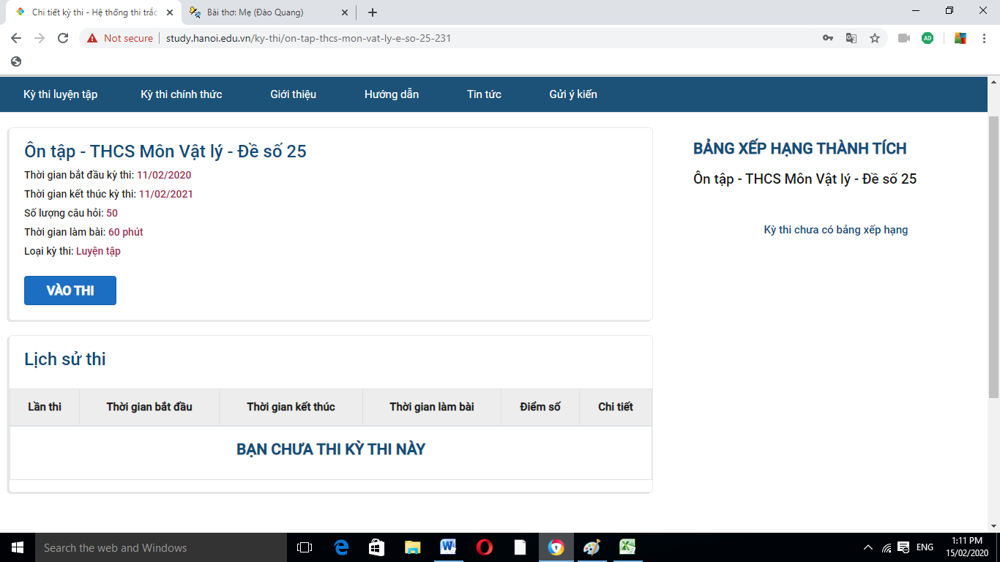 Chi tiết kỳ thi - Hệ thống thi trắc
Bài thơ: Mẹ (Đào Quang)
Not secure
study.hanoi.edu.vn/ky-thi/on-tap-thcs-mon-vat-ly-e-so-25-231
AD
Kỳ thi luyện tập
Kỳ thi chính thức
Giới thiệu
Hướng dẫn
Tin tức
Gửi ý kiến
Ôn tập - THCS Môn Vật lý - Đề số 25
Thời gian bắt đầu kỳ thi: 11/02/2020
Thời gian kết thúc kỳ thi: 11/02/2021
Số lượng câu hỏi: 50
Thời gian làm bài: 60 phút
Loại kỳ thi: Luyện tập
VÀO THI
BẢNG XẾP HẠNG THÀNH TÍCH
Ôn tập - THCS Môn Vật lý - Đề số 25
Kỳ thi chưa có bảng xếp hạng
Lịch sử thi
Lần thi
Thời gian bắt đầu
Thời gian kết thúc
Thời gian làm bài
Điểm số
Chi tiết
BẠN CHƯA THI KỲ THI NÀY
Search the web and Windows
ENG
1:11 PM
15/02/2020